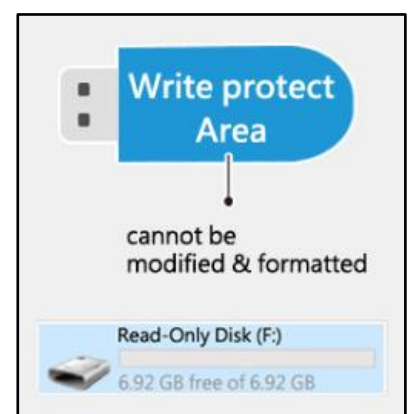 Write protect
Area
cannot be
modified & formatted
Read-Only Disk (F:)
6.92 GB free of 6.92 GB